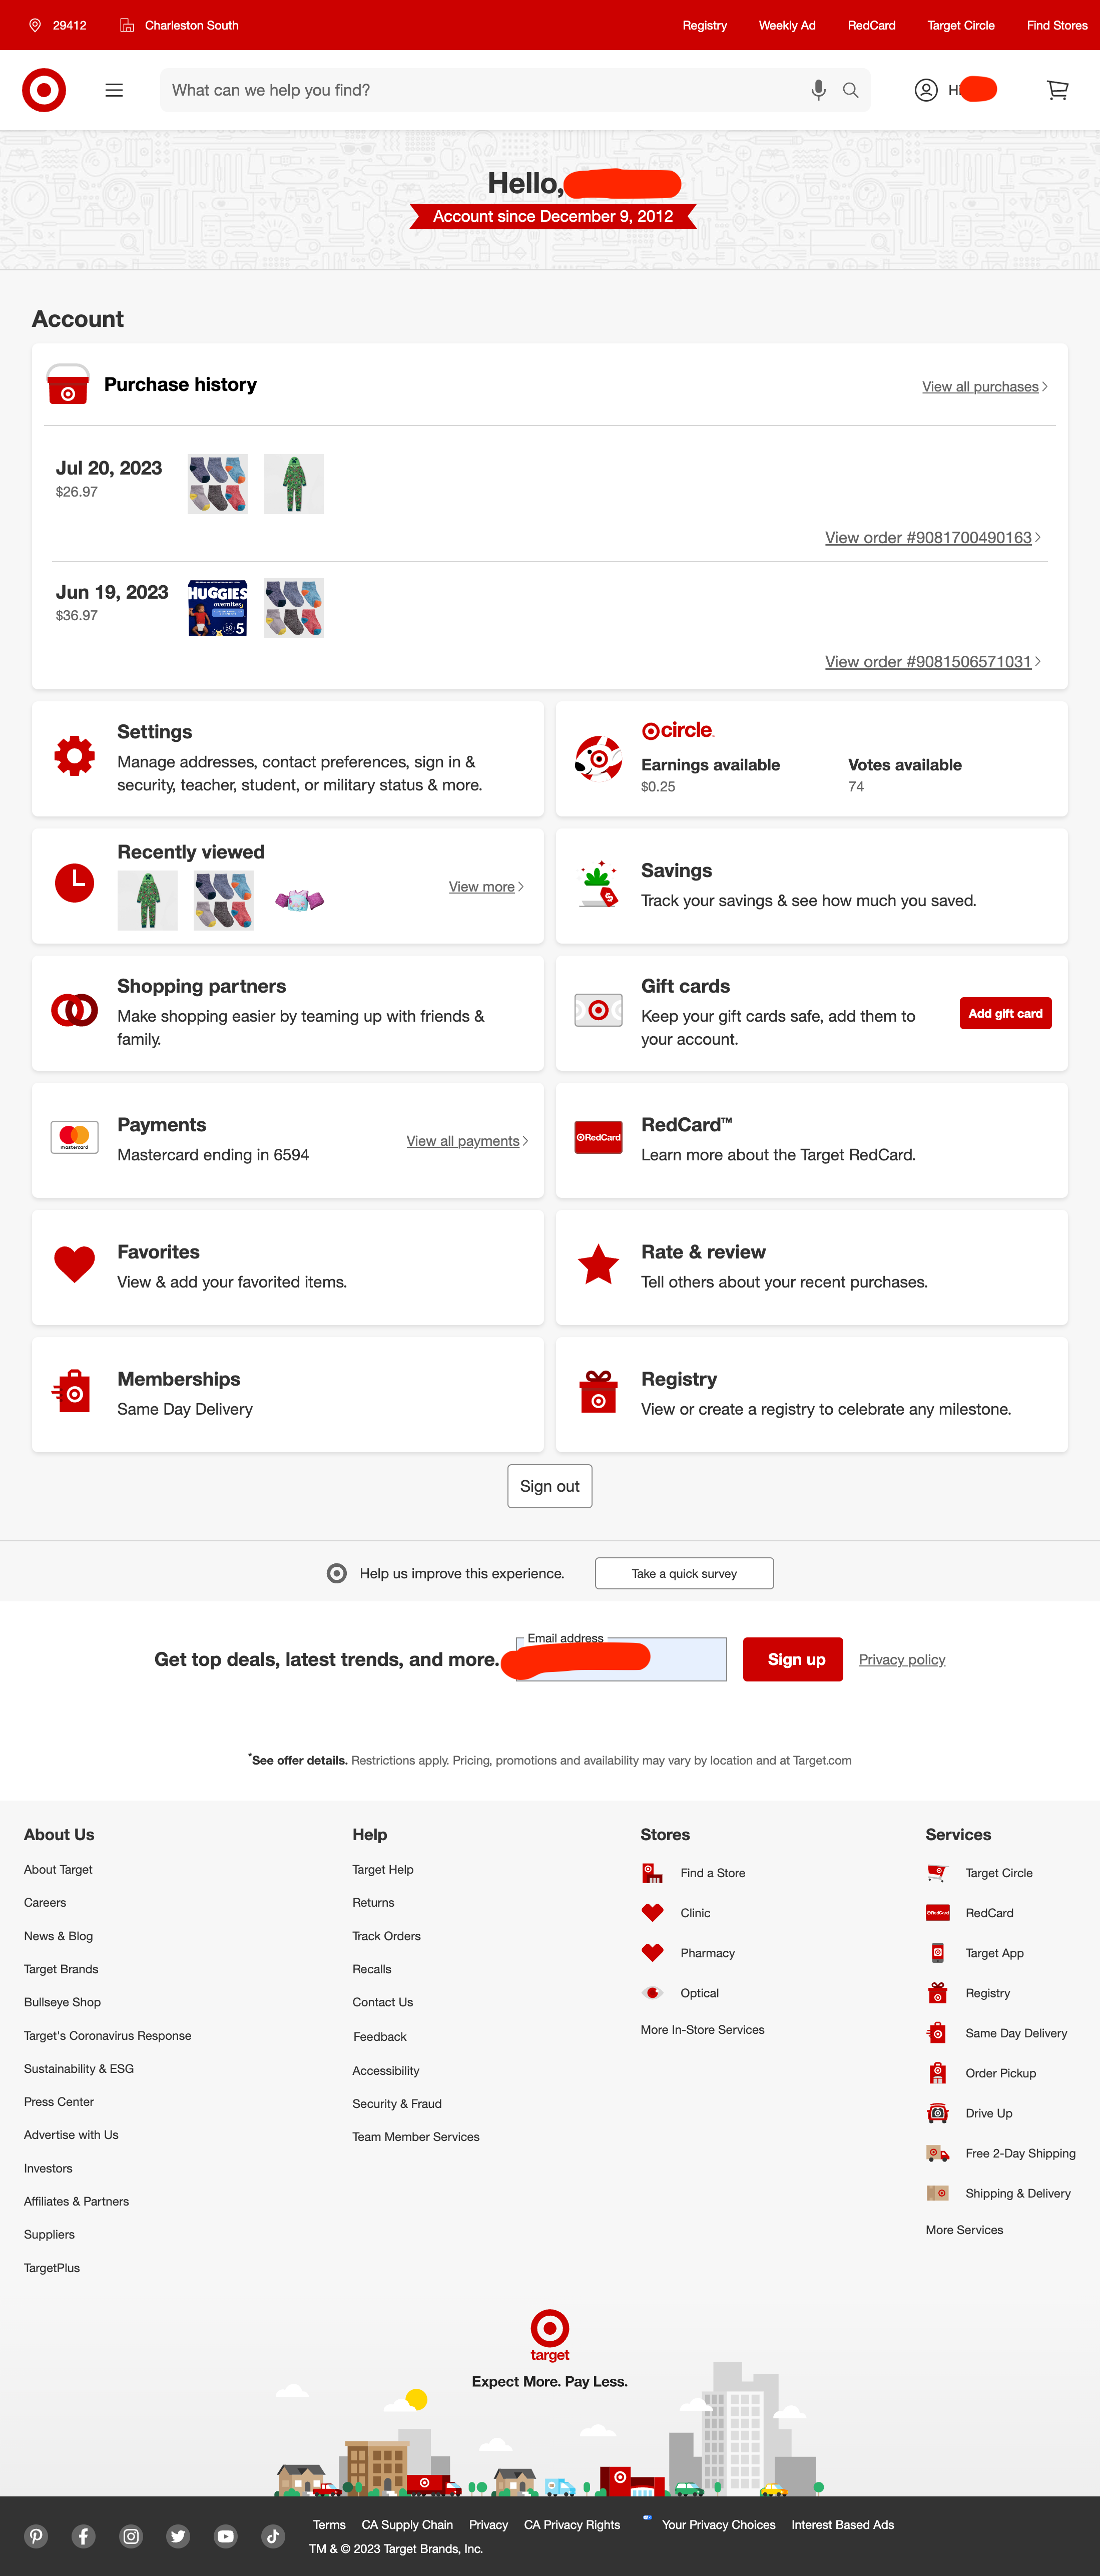 29412 Charleston South Registry Weekly Ad RedCard Target Circle Find Stores
What can we help you find?
Hello,
Account since December 9, 2012
Account
Purchase history
View all purchases
Jul 20, 2023
$26.97
View order #9081700490163
Jun 19, 2023
$36.97
HUGGIES
overnites
5
View order #9081506571031
Settings
Manage addresses, contact preferences, sign in &
security, teacher, student, or military status & more.
circle
Earnings available Votes available
$0.25 74
Recently viewed
View more
Savings
Track your savings & see how much you saved.
Shopping partners
Make shopping easier by teaming up with friends &
family.
Gift cards
Keep your gift cards safe, add them to
your account.
Add gift card
mastercard
Payments
Mastercard ending in 6594
View all payments
RedCard
RedCard™
Learn more about the Target RedCard.
Favorites
View & add your favorited items.
Rate & review
Tell others about your recent purchases.
Memberships
Same Day Delivery
Registry
View or create a registry to celebrate any milestone.
Sign out
Help us improve this experience. Take a quick survey
Email address
Get top deals, latest trends, and more. Sign up Privacy policy
*See offer details. Restrictions apply. Pricing, promotions and availability may vary by location and at Target.com
About Us
About Target
Careers
News & Blog
Target Brands
Bullseye Shop
Target's Coronavirus Response
Sustainability & ESG
Press Center
Advertise with Us
Investors
Affiliates & Partners
Suppliers
TargetPlus
Help
Target Help
Returns
Track Orders
Recalls
Contact Us
Feedback
Accessibility
Security & Fraud
Team Member Services
Stores
Find a Store
Clinic
Pharmacy
Optical
More In-Store Services
Services
Target Circle
RedCard
Target App
Registry
Same Day Delivery
Order Pickup
Drive Up
Free 2-Day Shipping
Shipping & Delivery
More Services
target
Expect More. Pay Less.
Terms CA Supply Chain Privacy CA Privacy Rights Your Privacy Choices Interest Based Ads
TM & © 2023 Target Brands, Inc.